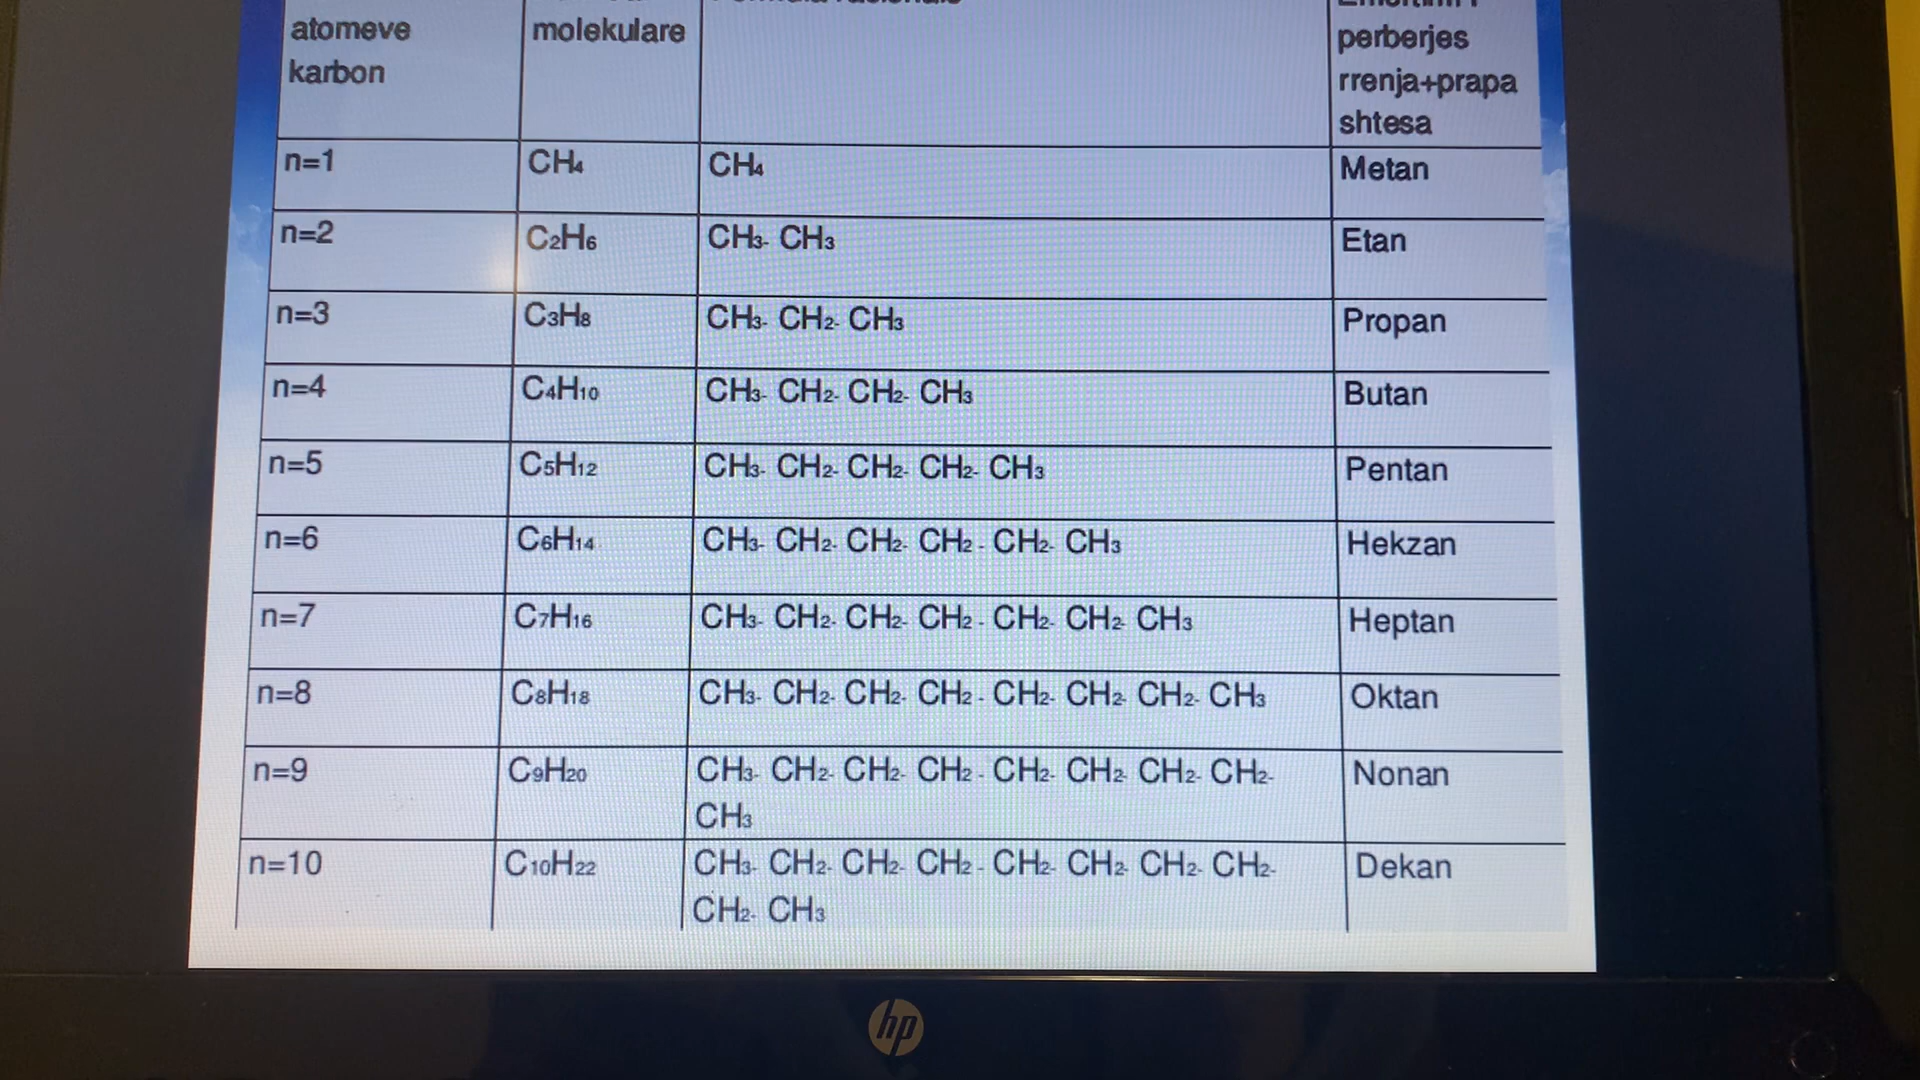 atomeve
karbon
molekulare
perberjes
rrenja+prapa
shtesa
n=1 CH4 CH4 Metan
n=2 C2H6 CH3- CH3 Etan
n=3 C3H8 CH3- CH2- CH3 Propan
n=4 C4H10 CH3- CH2- CH2- CH3 Butan
n=5 C5H12 CH3- CH2- CH2- CH2- CH3 Pentan
n=6 C6H14 CH3- CH2- CH2- CH2 - CH2- CH3 Hekzan
n=7 C7H16 CH3- CH2- CH2- CH2 - CH2- CH2- CH3 Heptan
n=8 C8H18 CH3- CH2- CH2- CH2 - CH2- CH2- CH2- CH3 Oktan
n=9 C9H20 CH3- CH2- CH2- CH2 - CH2- CH2- CH2- CH2- Nonan
CH3
n=10 C10H22 CH3- CH2- CH2- CH2 - CH2- CH2- CH2- CH2- Dekan
CH2- CH3
hp